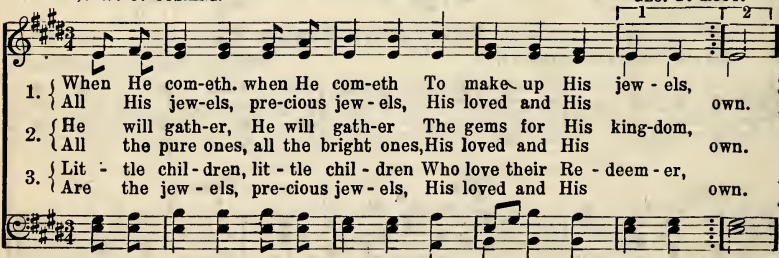 1 2
1. When He com-eth. when He com-eth To make up His jew - els,
All His jew-els, pre-cious jew - els, His loved and His own.
2. He will gath-er, He will gath-er The gems for His king-dom,
All the pure ones, all the bright ones, His loved and His own.
3. Lit - tle chil - dren, lit - tle chil - dren Who love their Re - deem - er,
Are the jew - els, pre-cious jew - els, His loved and His own.